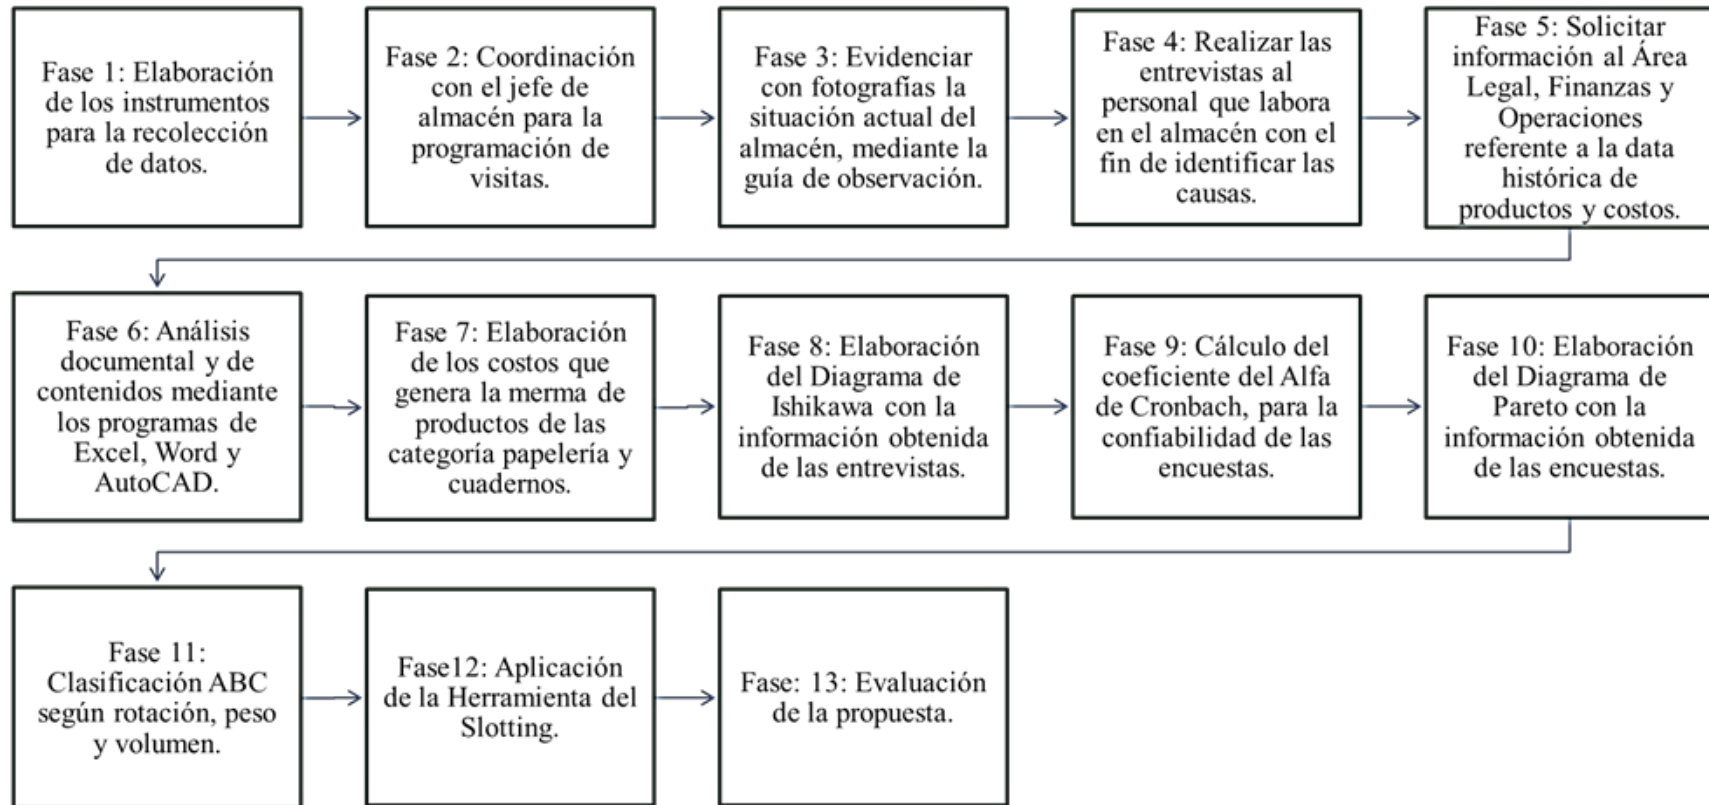 Fase 1: Elaboración
de los instrumentos
para la recolección
de datos.
Fase 2: Coordinación
con el jefe de
almacén para la
programación de
visitas.
Fase 3: Evidenciar
con fotografías la
situación actual del
almacén, mediante la
guía de observación.
Fase 4: Realizar las
entrevistas al
personal que labora
en el almacén con el
fin de identificar las
causas.
Fase 5: Solicitar
información al Área
Legal, Finanzas y
Operaciones
referente a la data
histórica de
productos y costos.
Fase 6: Análisis
documental y de
contenidos mediante
los programas de
Excel, Word y
AutoCAD.
Fase 7: Elaboración
de los costos que
genera la merma de
productos de las
categoría papelería y
cuadernos.
Fase 8: Elaboración
del Diagrama de
Ishikawa con la
información obtenida
de las entrevistas.
Fase 9: Cálculo del
coeficiente del Alfa
de Cronbach, para la
confiabilidad de las
encuestas.
Fase 10: Elaboración
del Diagrama de
Pareto con la
información obtenida
de las encuestas.
Fase 11:
Clasificación ABC
según rotación, peso
y volumen.
Fase12: Aplicación
de la Herramienta del
Slotting.
Fase: 13: Evaluación
de la propuesta.